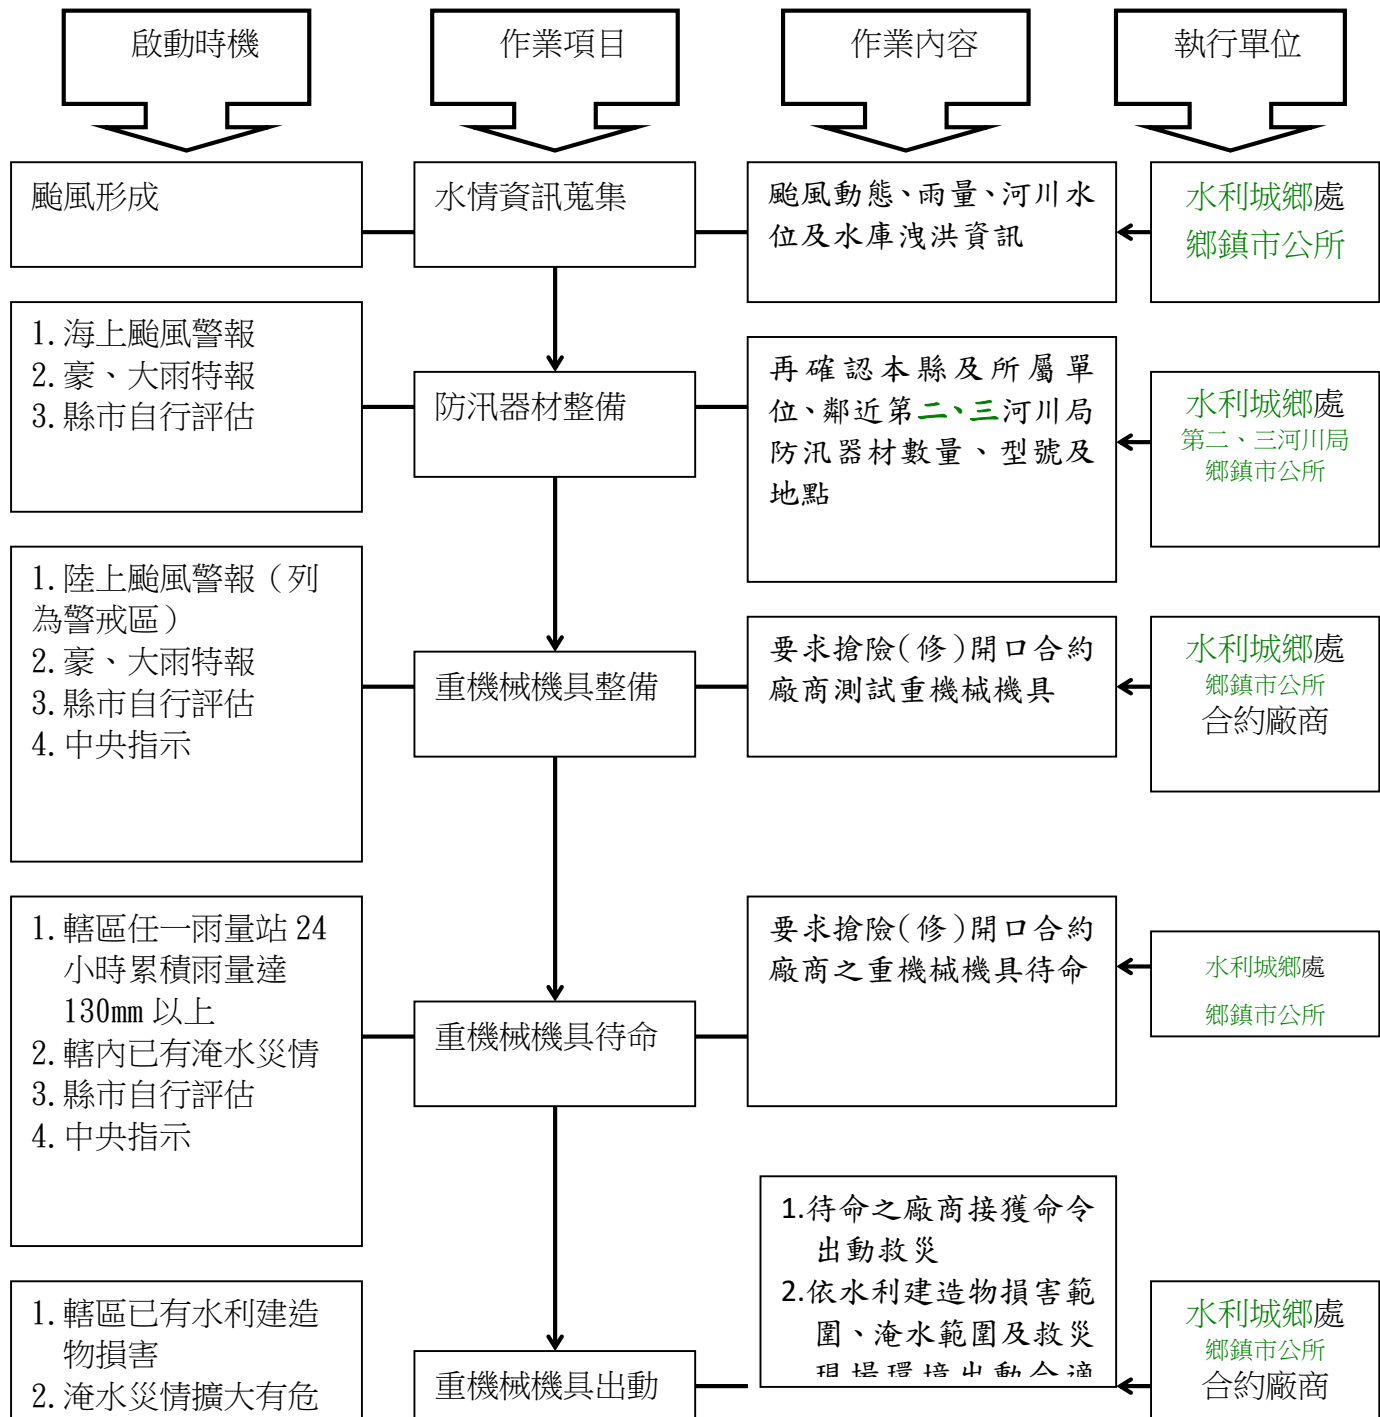 啟動時機
作業項目
作業內容
執行單位
颱風形成
水情資訊蒐集
颱風動態、雨量、河川水
位及水庫洩洪資訊
水利城鄉處
鄉鎮市公所
1.海上颱風警報
2.豪、大雨特報
3.縣市自行評估
防汛器材整備
再確認本縣及所屬單
位、鄰近第二、三河川局
防汛器材數量、型號及
地點
水利城鄉處
第二、三河川局
鄉鎮市公所
1.陸上颱風警報（列
為警戒區）
2.豪、大雨特報
3.縣市自行評估
4.中央指示
重機械機具整備
要求搶險(修)開口合約
廠商測試重機械機具
水利城鄉處
鄉鎮市公所
合約廠商
1.轄區任一雨量站 24
小時累積雨量達
130mm 以上
2.轄內已有淹水災情
3.縣市自行評估
4.中央指示
重機械機具待命
要求搶險(修)開口合約
廠商之重機械機具待命
水利城鄉處
鄉鎮市公所
1.轄區已有水利建造
物損害
2.淹水災情擴大有危
重機械機具出動
1.待命之廠商接獲命令
出動救災
2.依水利建造物損害範
圍、淹水範圍及救災
現場環境出動合適
水利城鄉處
鄉鎮市公所
合約廠商